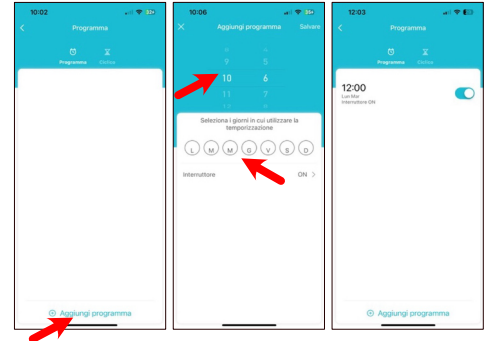 10:02
Programma
Programma
Aggiungi programma
10:06
Aggiungi programma Salvare
9 5
10 6
11 7
Seleziona i giorni in cui utilizzare la
temporizzazione
L M M G V S D
Interruttore ON
12:03
Programma
Programma
12:00
Lun Mar
Interruttore ON
Aggiungi programma